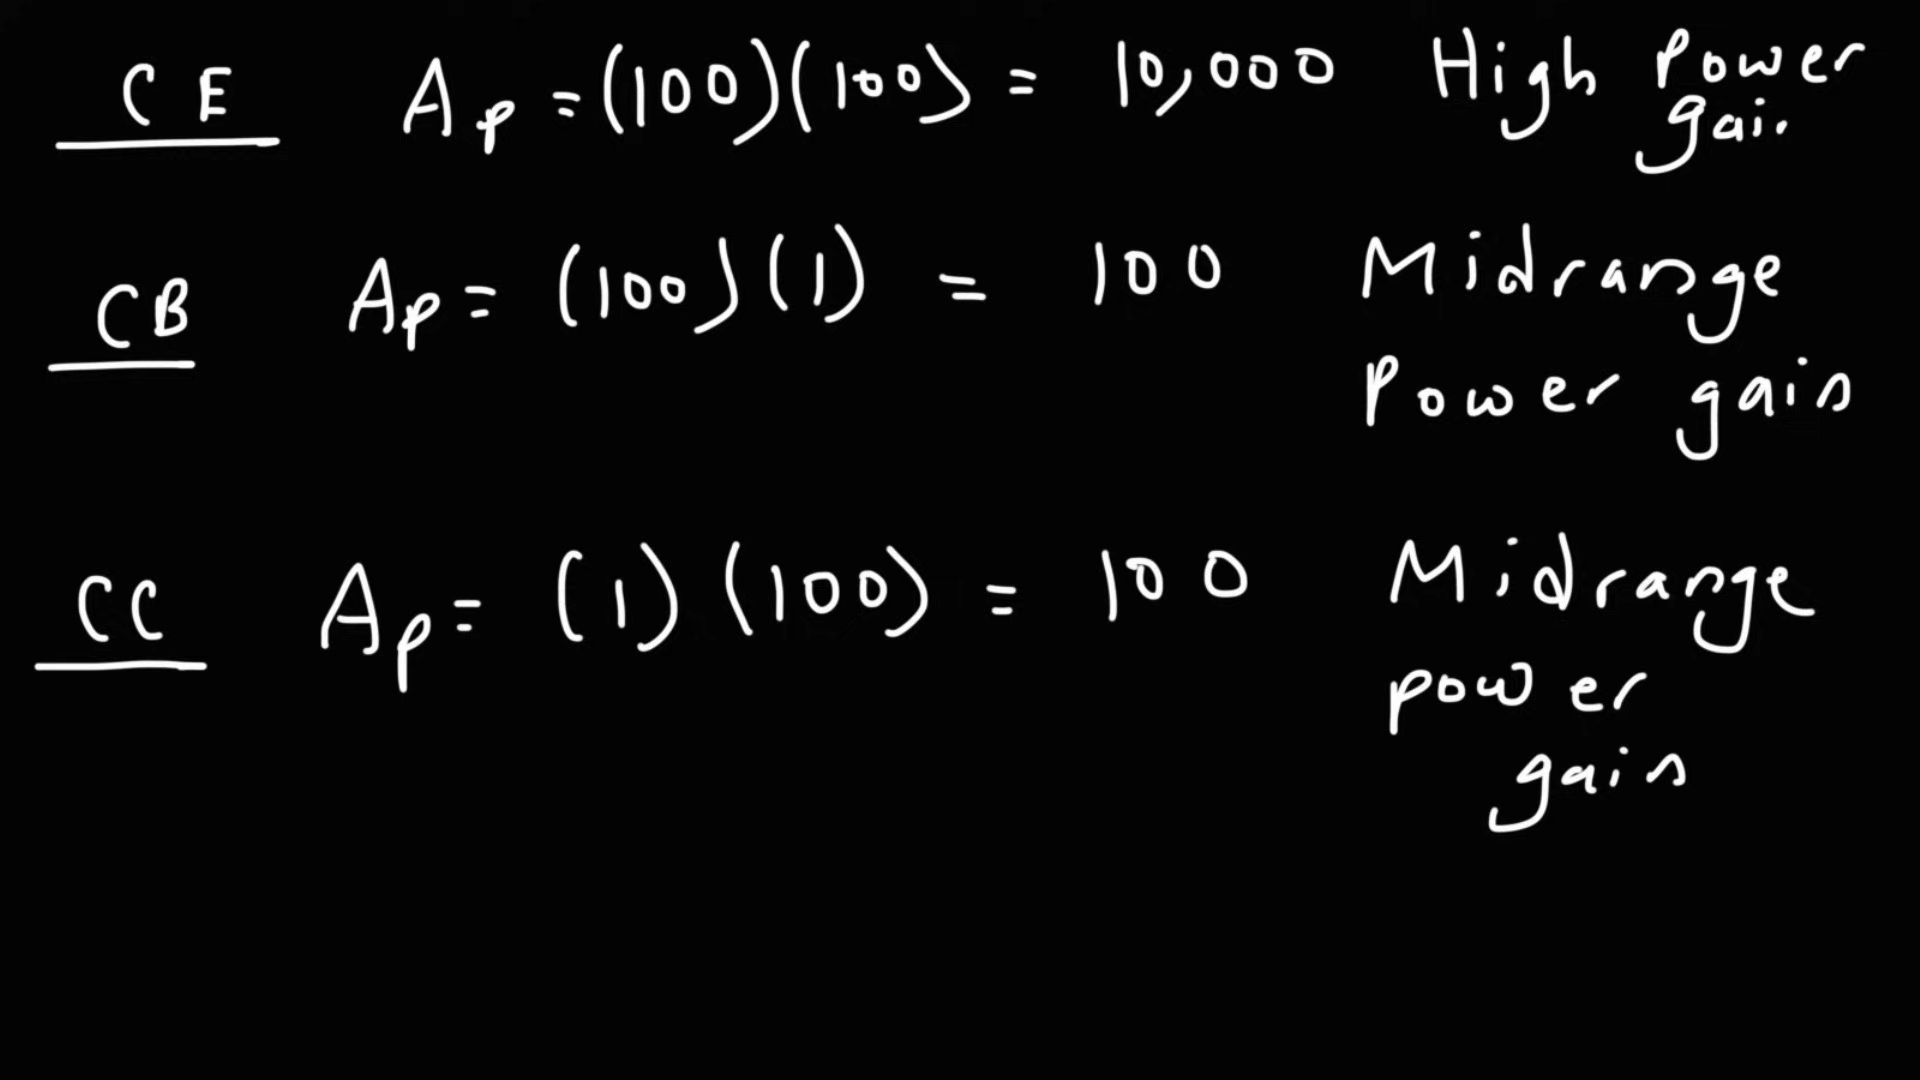 CE Ap = (100)(100) = 10,000 High Power
gai.
CB Ap = (100)(1) = 100 Midrange
Power gain
CC Ap = (1)(100) = 100 Midrange
power
gain